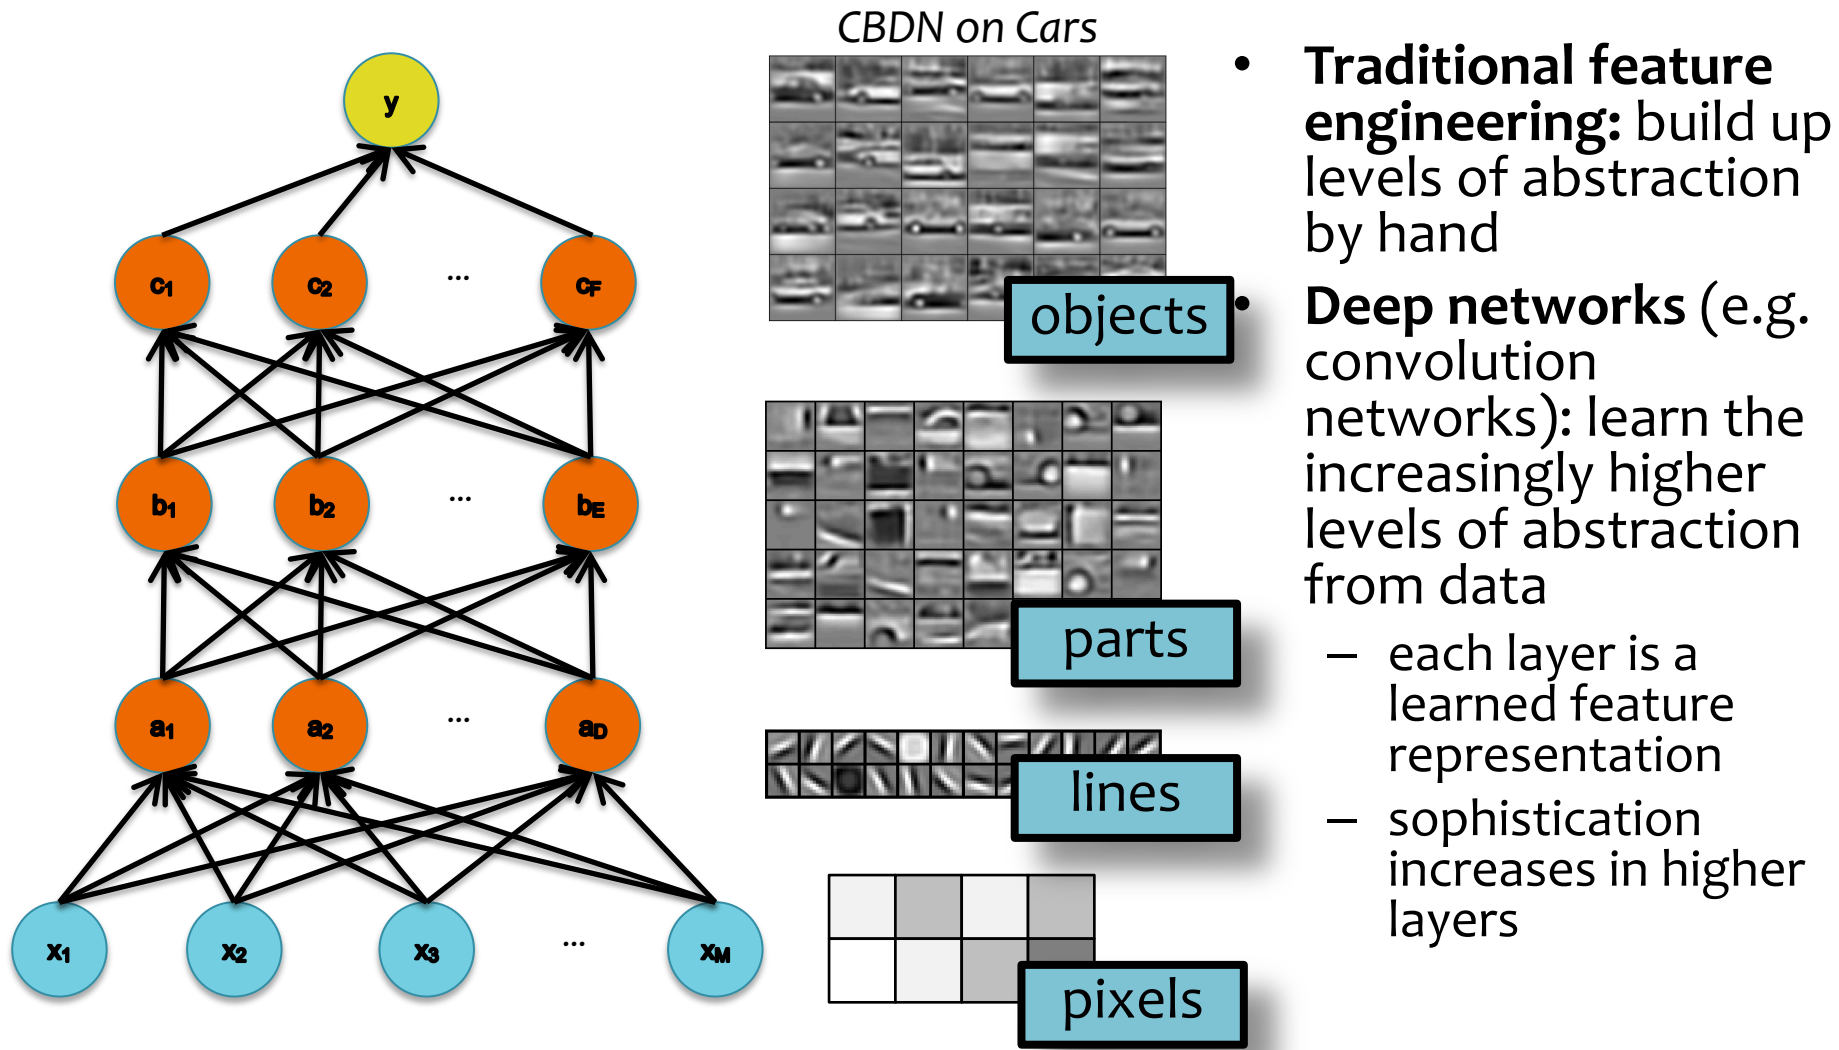 CBDN on Cars
y
c1 c2 ... cF
b1 b2 ... bE
a1 a2 ... aD
x1 x2 x3 ... xM
objects
parts
lines
pixels
• Traditional feature
engineering: build up
levels of abstraction
by hand
• Deep networks (e.g.
convolution
networks): learn the
increasingly higher
levels of abstraction
from data
– each layer is a
learned feature
representation
– sophistication
increases in higher
layers